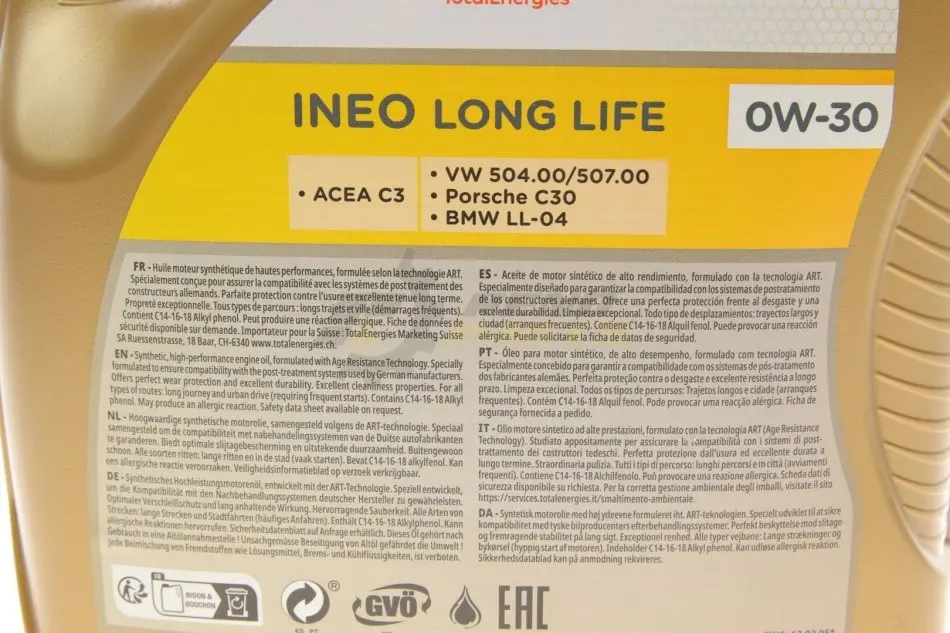 TotalEnergies
INEO LONG LIFE
0W-30
• ACEA C3
• VW 504.00/507.00
• Porsche C30
• BMW LL-04
FR - Huile moteur synthétique de hautes performances, formulée selon la technologie ART.
Spécialement conçue pour assurer la compatibilité avec les systèmes de post traitement des
constructeurs allemands. Parfaite protection contre l'usure et excellente tenue long terme.
Propreté exceptionnelle. Tous types de parcours : longs trajets et ville (démarrages fréquents).
Contient C14-16-18 Alkyl phenol. Peut produire une réaction allergique. Fiche de données de
sécurité disponible sur demande. Importateur pour la Suisse : TotalEnergies Marketing Suisse
SA Ruessenstrasse, 18 Baar, CH-6340 www.totalenergies.ch.
EN - Synthetic, high-performance engine oil, formulated with Age Resistance Technology. Specially
formulated to ensure compatibility with the post-treatment systems used by German manufacturers.
Offers perfect wear protection and excellent durability. Excellent cleanliness properties. For all
types of routes: long journey and urban drive (requiring frequent starts). Contains C14-16-18 Alkyl
phenol. May produce an allergic reaction. Safety data sheet available on request.
NL - Hoogwaardige synthetische motorolie, samengesteld volgens de ART-technologie. Speciaal
samengesteld om de compatibiliteit met nabehandelingssystemen van de Duitse autofabrikanten
te garanderen. Biedt optimale slijtagebescherming en uitstekende duurzaamheid. Buitengewoon
schoon. Alle soorten ritten: lange ritten en in de stad (vaak starten). Bevat C14-16-18 alkylfenol. Kan
een allergische reactie veroorzaken. Veiligheidsinformatieblad op verzoek verkrijgbaar.
DE - Synthetisches Hochleistungsmotorenöl, entwickelt mit der ART-Technologie. Speziell entwickelt,
um die Kompatibilität mit den Nachbehandlungssystemen deutscher Hersteller zu gewährleisten.
Optimaler Verschleißschutz und lang anhaltende Wirkung. Hervorragende Sauberkeit. Alle Arten von
Strecken: lange Strecken und Stadtfahrten (häufiges Anfahren). Enthält C14-16-18 Alkylphenol. Kann
allergische Reaktionen hervorrufen. Sicherheitsdatenblatt auf Anfrage erhältlich. Dieses Öl gehört nach
Gebrauch in eine Altölannahmestelle ! Unsachgemässe Beseitigung von Altöl gefährdet die Umwelt !
Jede Beimischung von Fremdstoffen wie Lösungsmittel, Brems- und Kühlflüssigkeiten, ist verboten.
ES - Aceite de motor sintético de alto rendimiento, formulado con la tecnología ART.
Especialmente diseñado para garantizar la compatibilidad con los sistemas de postratamiento
de los constructores alemanes. Ofrece una perfecta protección frente al desgaste y una
excelente durabilidad. Limpieza excepcional. Todo tipo de desplazamientos: trayectos largos y
ciudad (arranques frecuentes). Contiene C14-16-18 Alquil fenol. Puede provocar una reacción
alérgica. Puede solicitarse la ficha de datos de seguridad.
PT - Óleo para motor sintético, de alto desempenho, formulado com tecnologia ART.
Especialmente concebido para garantir a compatibilidade com os sistemas de pós-tratamento
dos fabricantes alemães. Perfeita proteção contra o desgaste e excelente resistência a longo
prazo. Limpeza excecional. Todos os tipos de percursos: Trajetos longos e cidade (arranques
frequentes). Contém C14-16-18 Alquil fenol. Pode provocar uma reacção alérgica. Ficha de
segurança fornecida a pedido.
IT - Olio motore sintetico ad alte prestazioni, formulato con la tecnologia ART (Age Resistance
Technology). Studiato appositamente per assicurare la compatibilità con i sistemi di post-
trattamento dei costruttori tedeschi. Perfetta protezione dall'usura ed eccellente durata a
lungo termine. Straordinaria pulizia. Tutti i tipi di percorso: lunghi percorsi e in città (avviamenti
frequenti). Contiene C14-16-18 Alchilfenolo. Può provocare una reazione allergica. Scheda dati di
sicurezza disponibile su richiesta. Per la corretta gestione ambientale degli imballi, visitate il sito
https://services.totalenergies.it/smaltimento-ambientale.
DA - Syntetisk motorolie med høj ydeevne formuleret iht. ART-teknologien. Specielt udviklet til at sikre
kompatibilitet med tyske bilproducenters efterbehandlingssystemer. Perfekt beskyttelse mod slitage
og fremragende stabilitet på lang sigt. Exceptionel renhed. Alle typer vejbane: Lange strækninger og
bykørsel (hyppig start af motoren). Indeholder C14-16-18 Alkyl phenol. Kan udløse allergisk reaktion.
Sikkerhedsdatablad kan på anmodning rekvireres.
FR
BIDON &
BOUCHON
®
ES PT
GVÖ
EAC